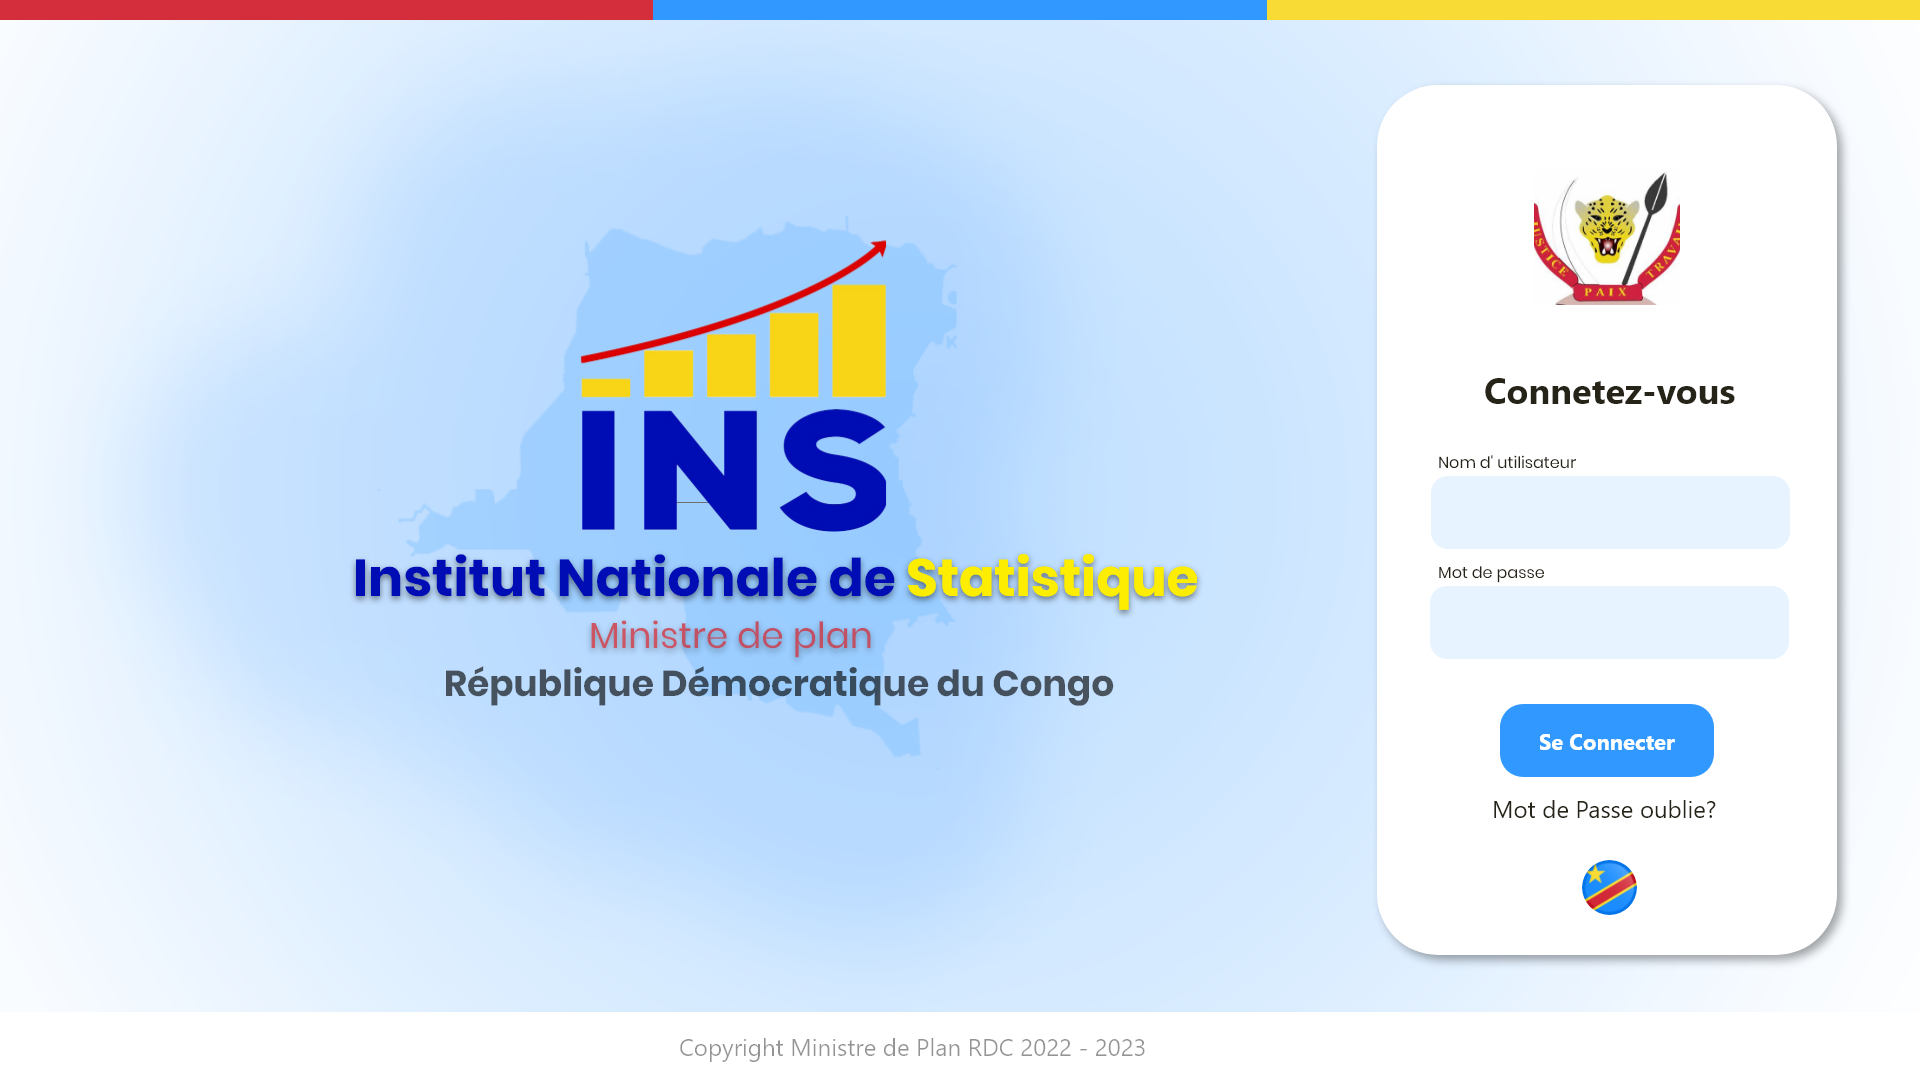 INS
Institut Nationale de Statistique
Ministre de plan
République Démocratique du Congo
JUSTICE
PAIX
TRAVAIL
Connetez-vous
Nom d' utilisateur
Mot de passe
Se Connecter
Mot de Passe oublie?
Copyright Ministre de Plan RDC 2022 - 2023